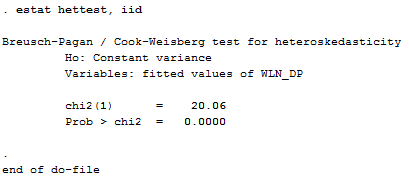 . estat hettest, iid
Breusch-Pagan / Cook-Weisberg test for heteroskedasticity
Ho: Constant variance
Variables: fitted values of WLN_DP
chi2(1) = 20.06
Prob > chi2 = 0.0000
.
end of do-file